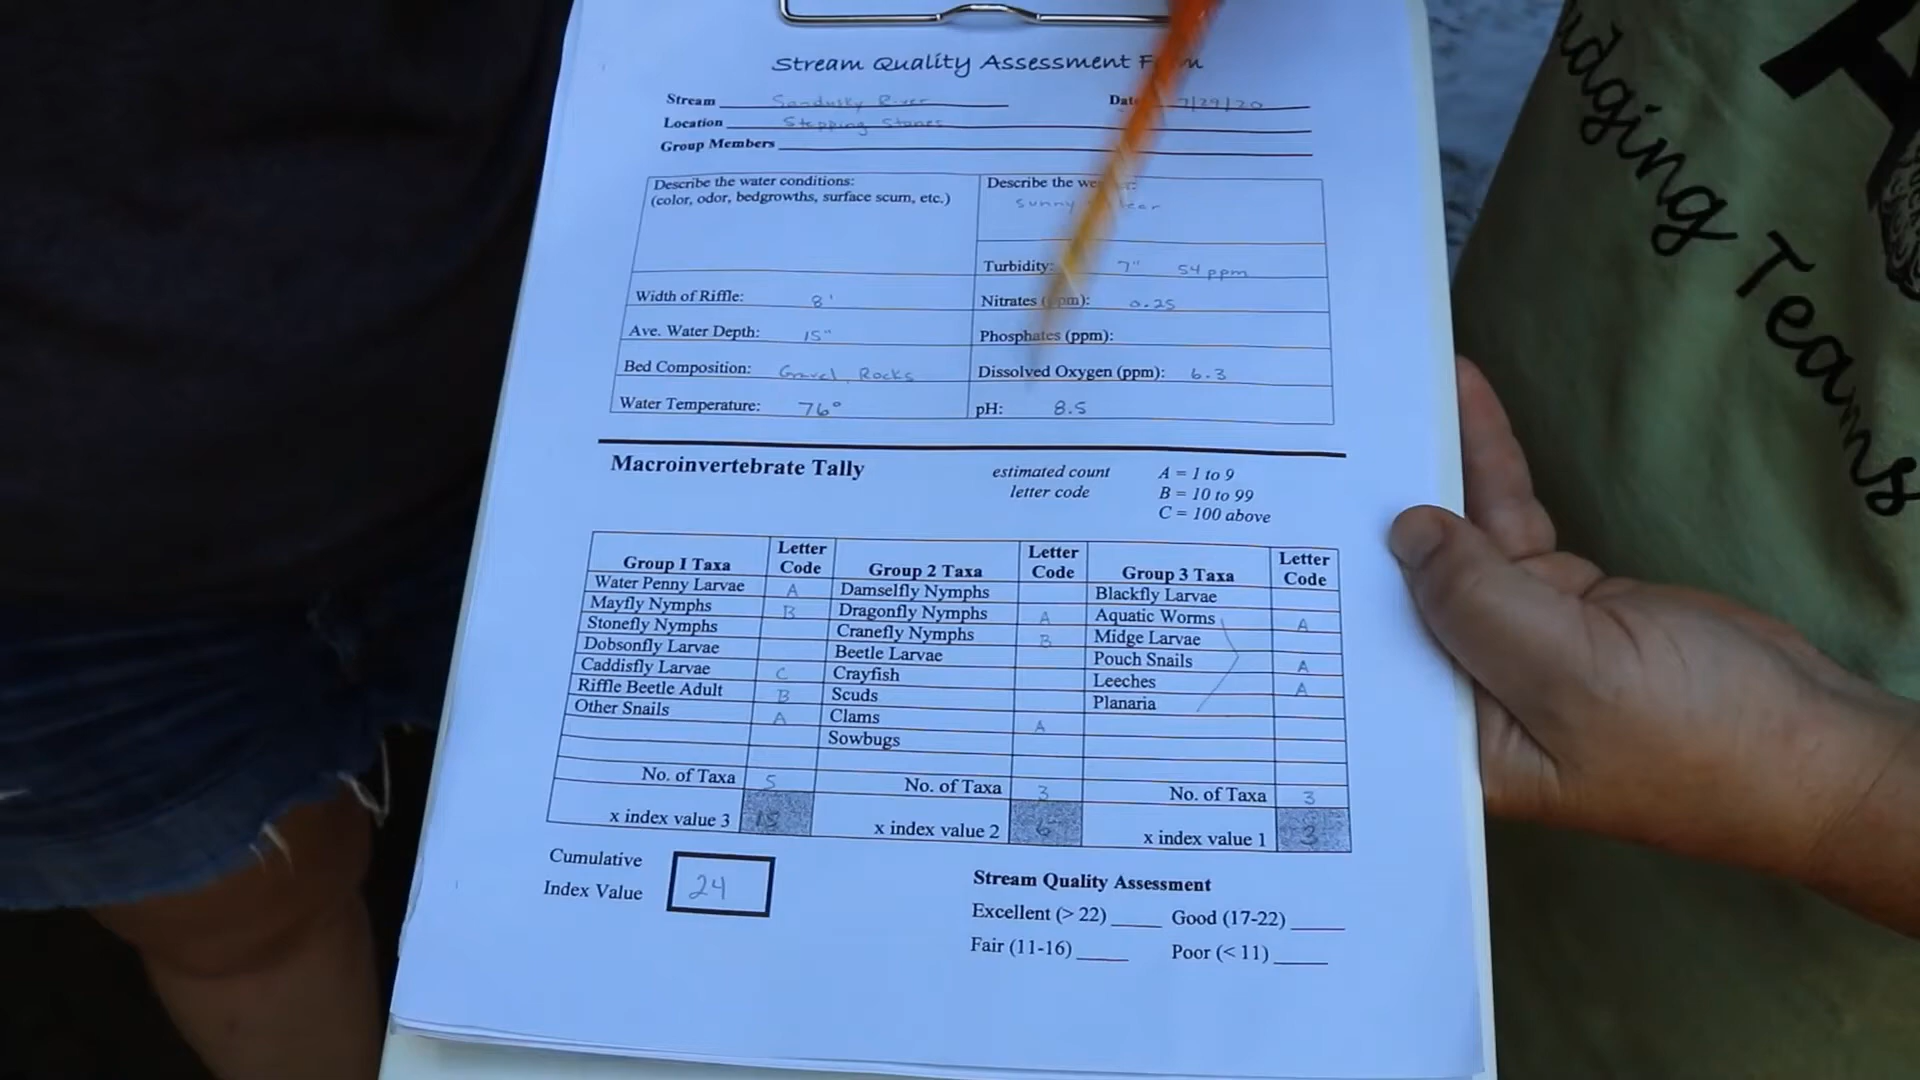 Stream Quality Assessment
Stream Sandusky River Date 7/29/20
Location Stepping Stones
Group Members
Describe the water conditions:
(color, odor, bedgrowths, surface scum, etc.)
Describe the
sunny
Turbidity: 7" 54 ppm
Width of Riffle: 8' Nitrates 0.25
Ave. Water Depth: 15" Phosphates (ppm):
Bed Composition: Gravel, Rocks Dissolved Oxygen (ppm): 6.3
Water Temperature: 76° pH: 8.5
Macroinvertebrate Tally
estimated count A = 1 to 9
letter code B = 10 to 99
C = 100 above
Group 1 Taxa Letter Code Group 2 Taxa Letter Code Group 3 Taxa Letter Code
Water Penny Larvae A Damselfly Nymphs Blackfly Larvae
Mayfly Nymphs B Dragonfly Nymphs A Aquatic Worms A
Stonefly Nymphs Cranefly Nymphs B Midge Larvae
Dobsonfly Larvae Beetle Larvae Pouch Snails A
Caddisfly Larvae C Crayfish Leeches A
Riffle Beetle Adult B Scuds Planaria
Other Snails A Clams A
Sowbugs
No. of Taxa 5 No. of Taxa 3 No. of Taxa 3
x index value 3 15 x index value 2 6 x index value 1 3
Cumulative
Index Value 24
Stream Quality Assessment
Excellent (> 22) Good (17-22)
Fair (11-16) Poor (< 11)
Judging Teams